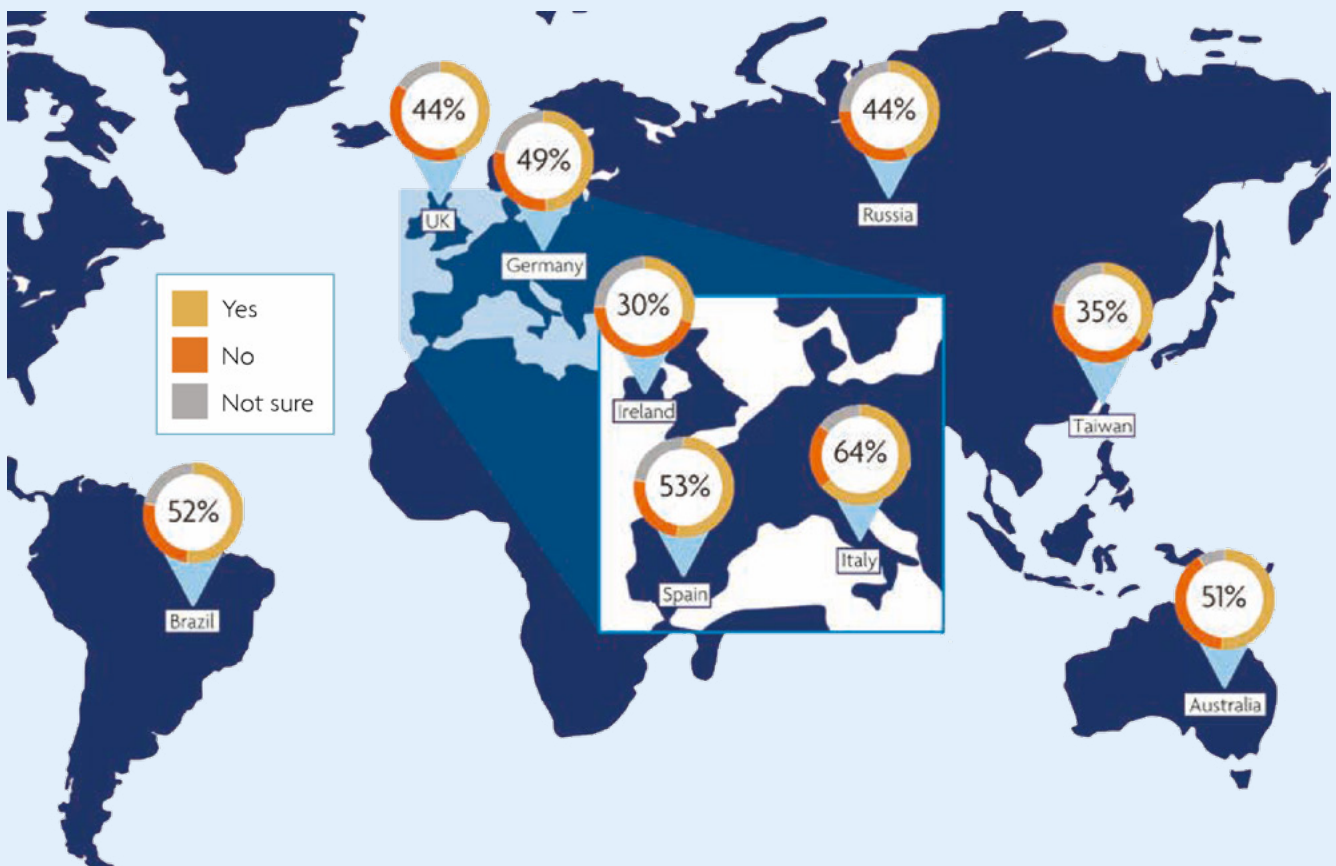 44%
UK
49%
Germany
44%
Russia
Yes
No
Not sure
30%
Ireland
35%
Taiwan
53%
Spain
64%
Italy
52%
Brazil
51%
Australia